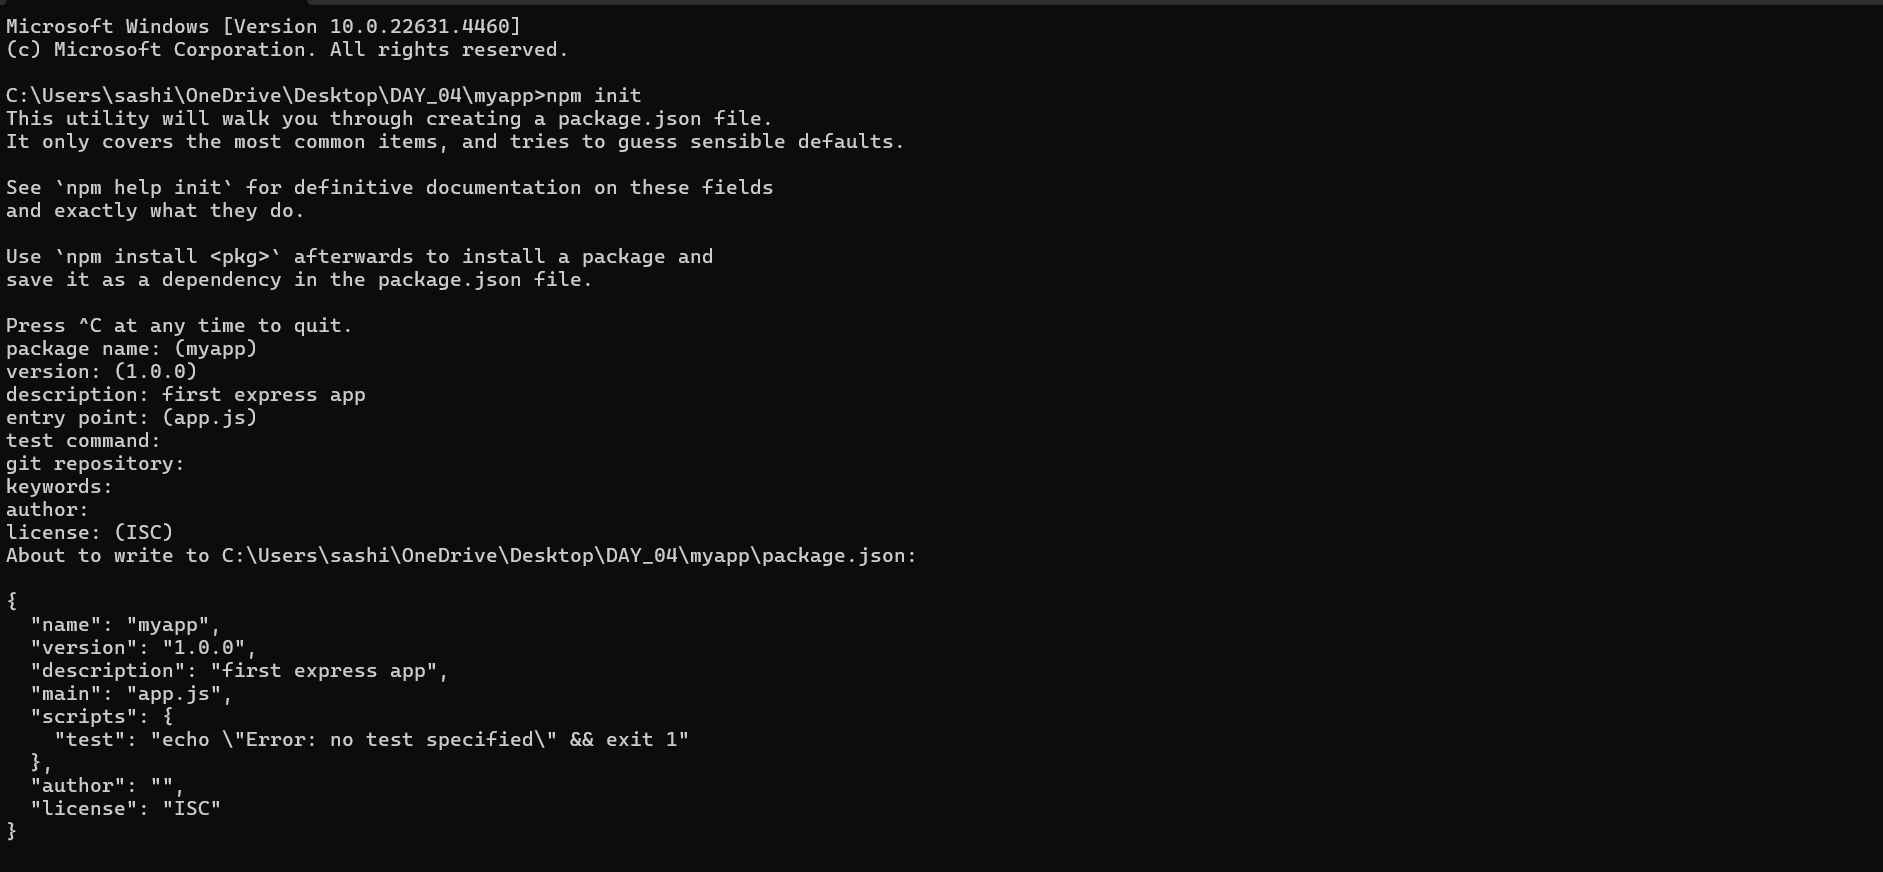 Microsoft Windows [Version 10.0.22631.4460]
(c) Microsoft Corporation. All rights reserved.

C:\Users\sashi\OneDrive\Desktop\DAY_04\myapp>npm init
This utility will walk you through creating a package.json file.
It only covers the most common items, and tries to guess sensible defaults.

See `npm help init` for definitive documentation on these fields
and exactly what they do.

Use `npm install <pkg>` afterwards to install a package and
save it as a dependency in the package.json file.

Press ^C at any time to quit.
package name: (myapp)
version: (1.0.0)
description: first express app
entry point: (app.js)
test command:
git repository:
keywords:
author:
license: (ISC)
About to write to C:\Users\sashi\OneDrive\Desktop\DAY_04\myapp\package.json:

{
  "name": "myapp",
  "version": "1.0.0",
  "description": "first express app",
  "main": "app.js",
  "scripts": {
    "test": "echo \"Error: no test specified\" && exit 1"
  },
  "author": "",
  "license": "ISC"
}